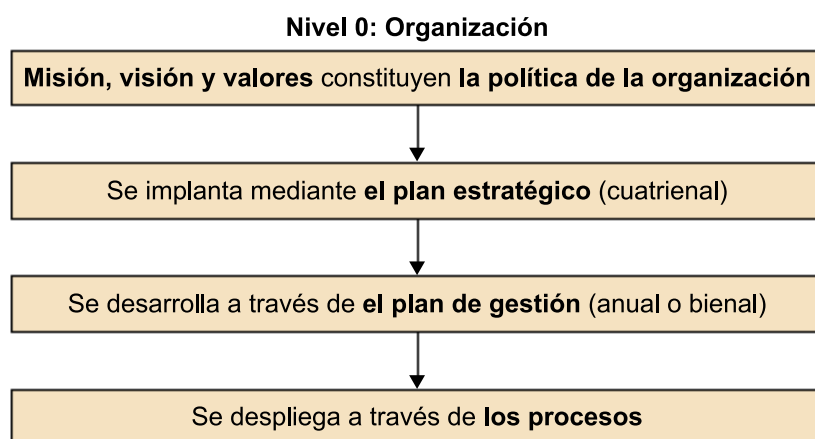 Nivel 0: Organización
Misión, visión y valores constituyen la política de la organización
Se implanta mediante el plan estratégico (cuatrienal)
Se desarrolla a través de el plan de gestión (anual o bienal)
Se despliega a través de los procesos